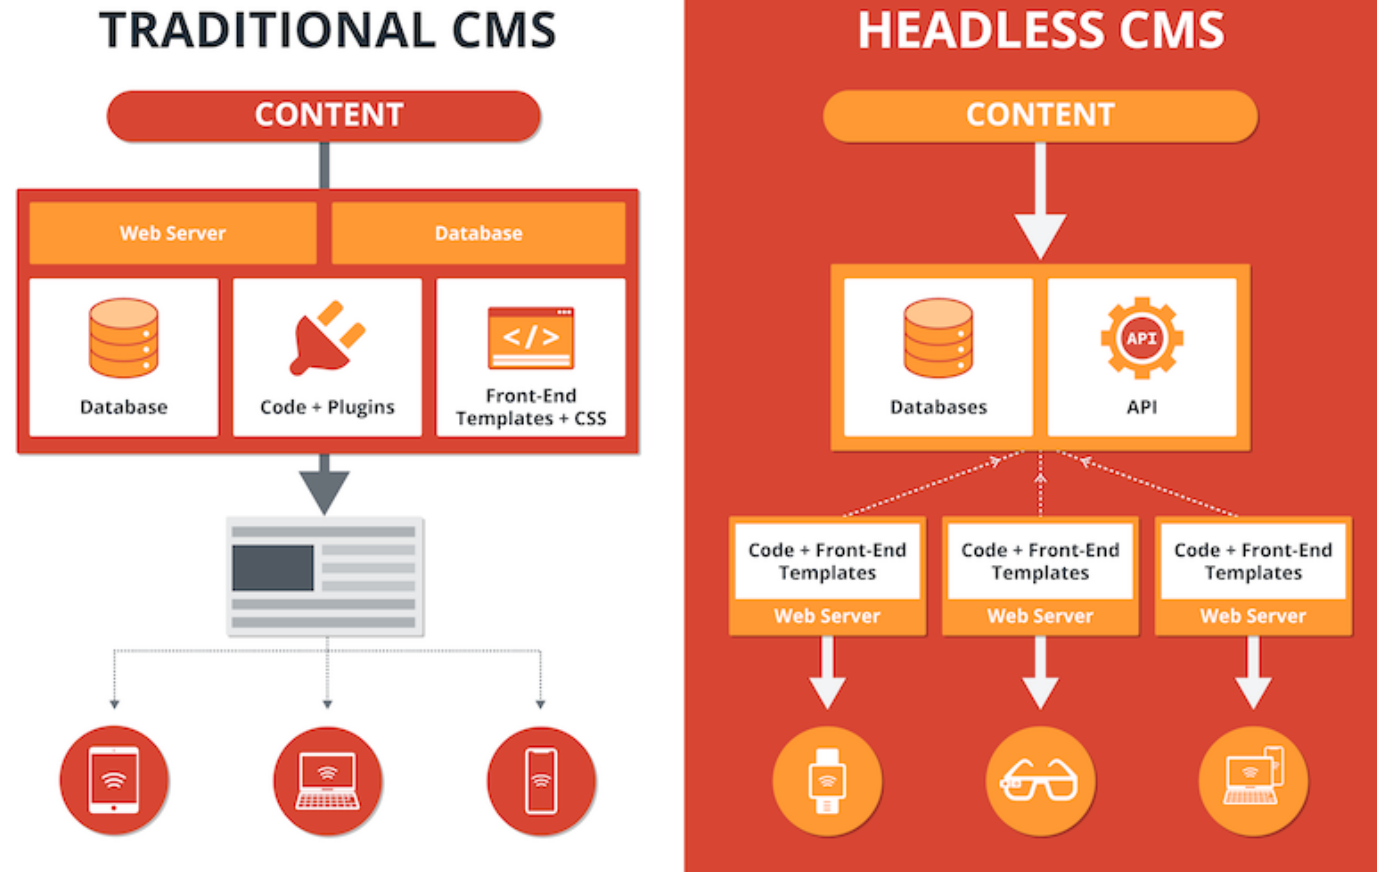 TRADITIONAL CMS
CONTENT
Web Server
Database
Database
Code + Plugins
</>
Front-End
Templates + CSS
HEADLESS CMS
CONTENT
Databases
API
API
Code + Front-End
Templates
Web Server
Code + Front-End
Templates
Web Server
Code + Front-End
Templates
Web Server